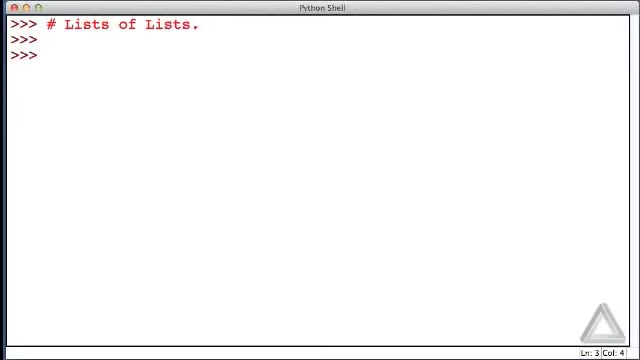 Python Shell
>>> # Lists of Lists.
>>>
>>>
Ln: 3 Col: 4